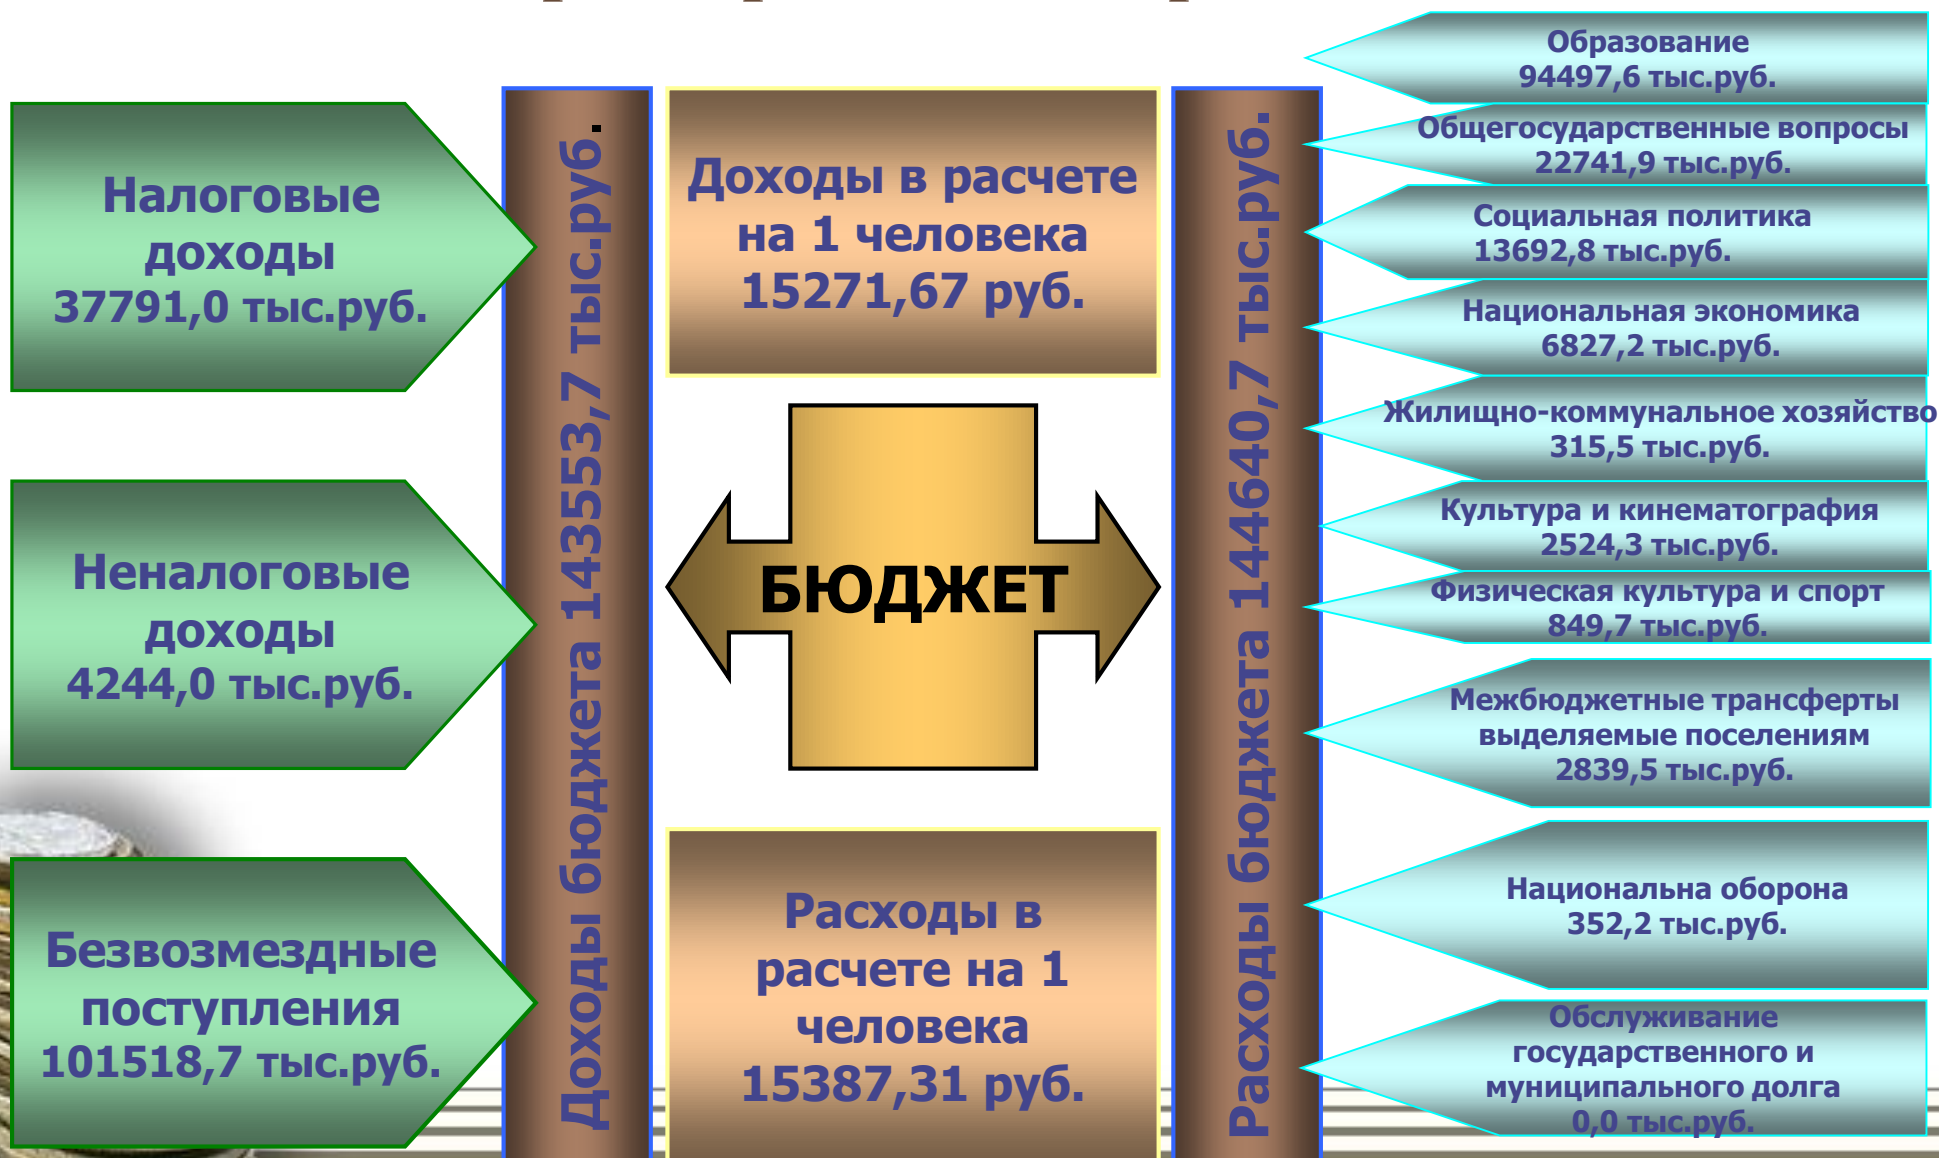 Налоговые
доходы
37791,0 тыс.руб.
Неналоговые
доходы
4244,0 тыс.руб.
Безвозмездные
поступления
101518,7 тыс.руб.
Доходы бюджета 143553,7 тыс.руб.
Доходы в расчете
на 1 человека
15271,67 руб.
БЮДЖЕТ
Расходы в
расчете на 1
человека
15387,31 руб.
Расходы бюджета 144640,7 тыс.руб.
Образование
94497,6 тыс.руб.
Общегосударственные вопросы
22741,9 тыс.руб.
Социальная политика
13692,8 тыс.руб.
Национальная экономика
6827,2 тыс.руб.
Жилищно-коммунальное хозяйство
315,5 тыс.руб.
Культура и кинематография
2524,3 тыс.руб.
Физическая культура и спорт
849,7 тыс.руб.
Межбюджетные трансферты
выделяемые поселениям
2839,5 тыс.руб.
Национальна оборона
352,2 тыс.руб.
Обслуживание
государственного и
муниципального долга
0,0 тыс.руб.